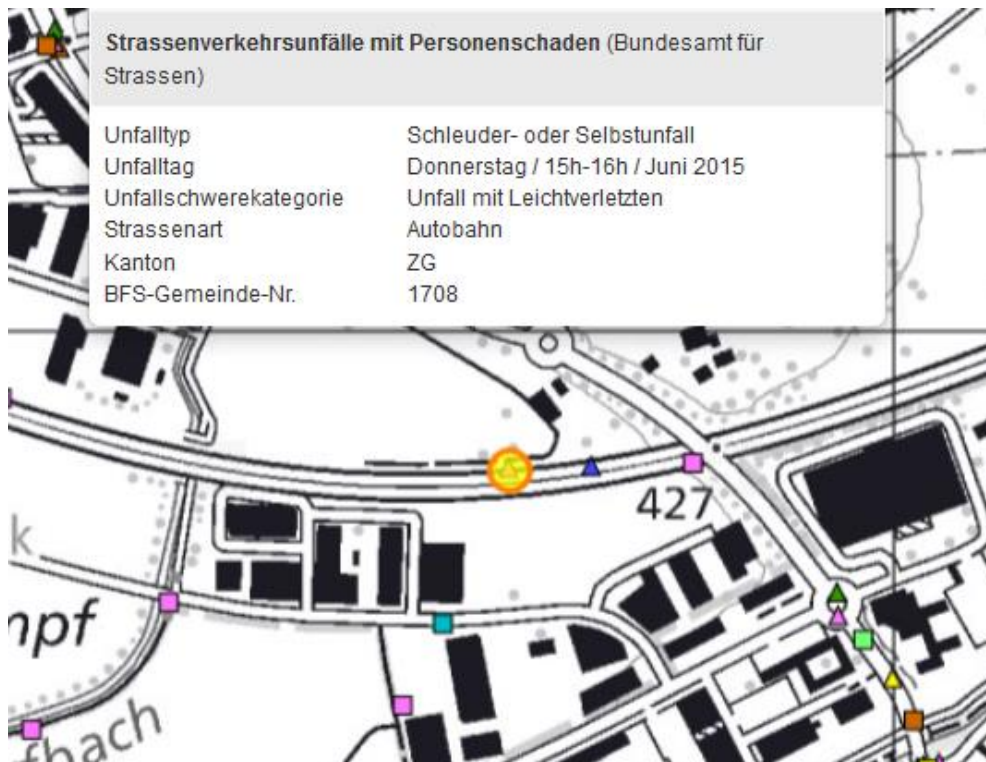 Strassenverkehrsunfälle mit Personenschaden (Bundesamt für
Strassen)
Unfalltyp Schleuder- oder Selbstunfall
Unfalltag Donnerstag / 15h-16h / Juni 2015
Unfallschwerekategorie Unfall mit Leichtverletzten
Strassenart Autobahn
Kanton ZG
BFS-Gemeinde-Nr. 1708
427
k
mpf
fbach